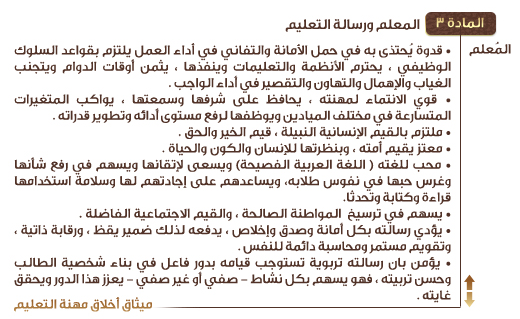 المادة ٣ المعلم ورسالة التعليم
المُعلم
• قدوة يُحتذى به في حمل الأمانة والتفاني في أداء العمل يلتزم بقواعد السلوك
الوظيفي ، يحترم الأنظمة والتعليمات وينفذها ، يثمن أوقات الدوام ويتجنب
الغياب والإهمال والتهاون والتقصير في أداء الواجب .
• قوي الانتماء لمهنته ، يحافظ على شرفها وسمعتها ، يواكب المتغيرات
المتسارعة في مختلف الميادين ويوظفها لرفع مستوى أدائه وتطوير قدراته .
• ملتزم بالقيم الإنسانية النبيلة ، قيم الخير والحق .
• معتز بقيم أمته ، وبنظرتها للإنسان والكون والحياة .
• محب للغته ( اللغة العربية الفصيحة) ويسعى لإتقانها ويسهم في رفع شأنها
وغرس حبها في نفوس طلابه، ويساعدهم على إجادتهم لها وسلامة استخدامها
قراءة وكتابة وتحدثا.
• يسهم في ترسيخ المواطنة الصالحة ، والقيم الاجتماعية الفاضلة .
• يؤدي رسالته بكل أمانة وصدق وإخلاص ، يدفعه لذلك ضمير يقظ ، ورقابة ذاتية ،
وتقويم مستمر ومحاسبة دائمة للنفس .
• يؤمن بان رسالته تربوية تستوجب قيامه بدور فاعل في بناء شخصية الطالب
وحسن تربيته ، فهو يسهم بكل نشاط – صفي أو غير صفي – يعزز هذا الدور ويحقق
غايته .
ميثاق أخلاق مهنة التعليم